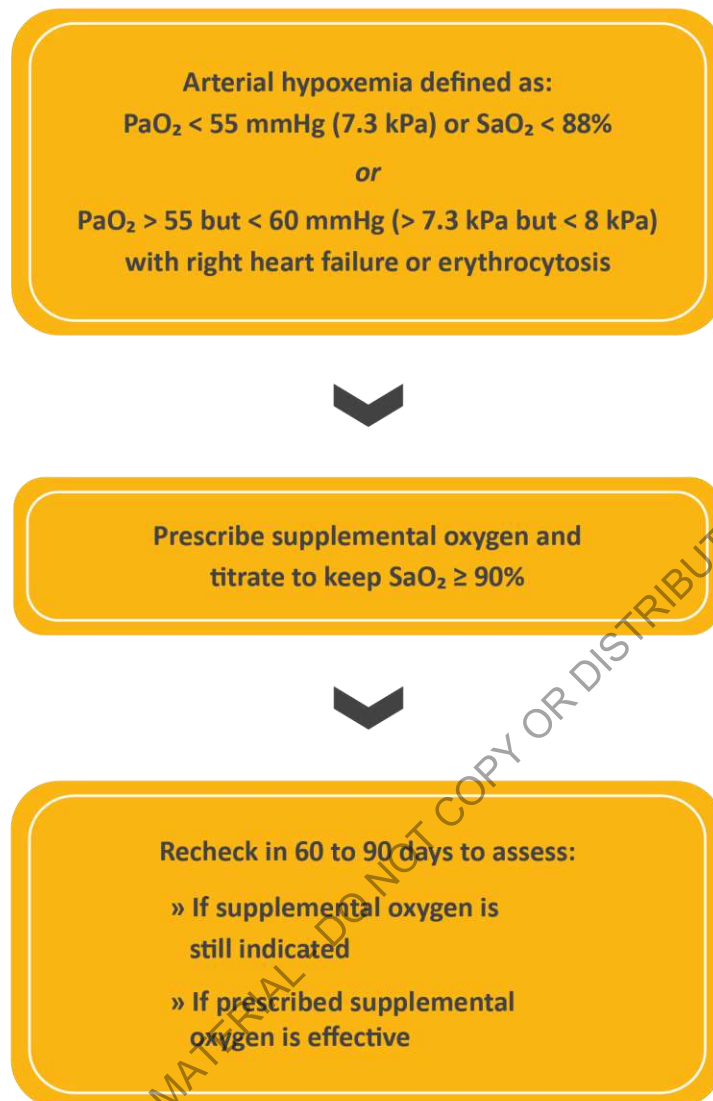 Arterial hypoxemia defined as:
PaO₂ < 55 mmHg (7.3 kPa) or SaO₂ < 88%
or
PaO₂ > 55 but < 60 mmHg (> 7.3 kPa but < 8 kPa)
with right heart failure or erythrocytosis
Prescribe supplemental oxygen and
titrate to keep SaO₂ ≥ 90%
Recheck in 60 to 90 days to assess:
» If supplemental oxygen is
still indicated
» If prescribed supplemental
oxygen is effective
MATERIAL - DO NOT COPY OR DISTRIBUT